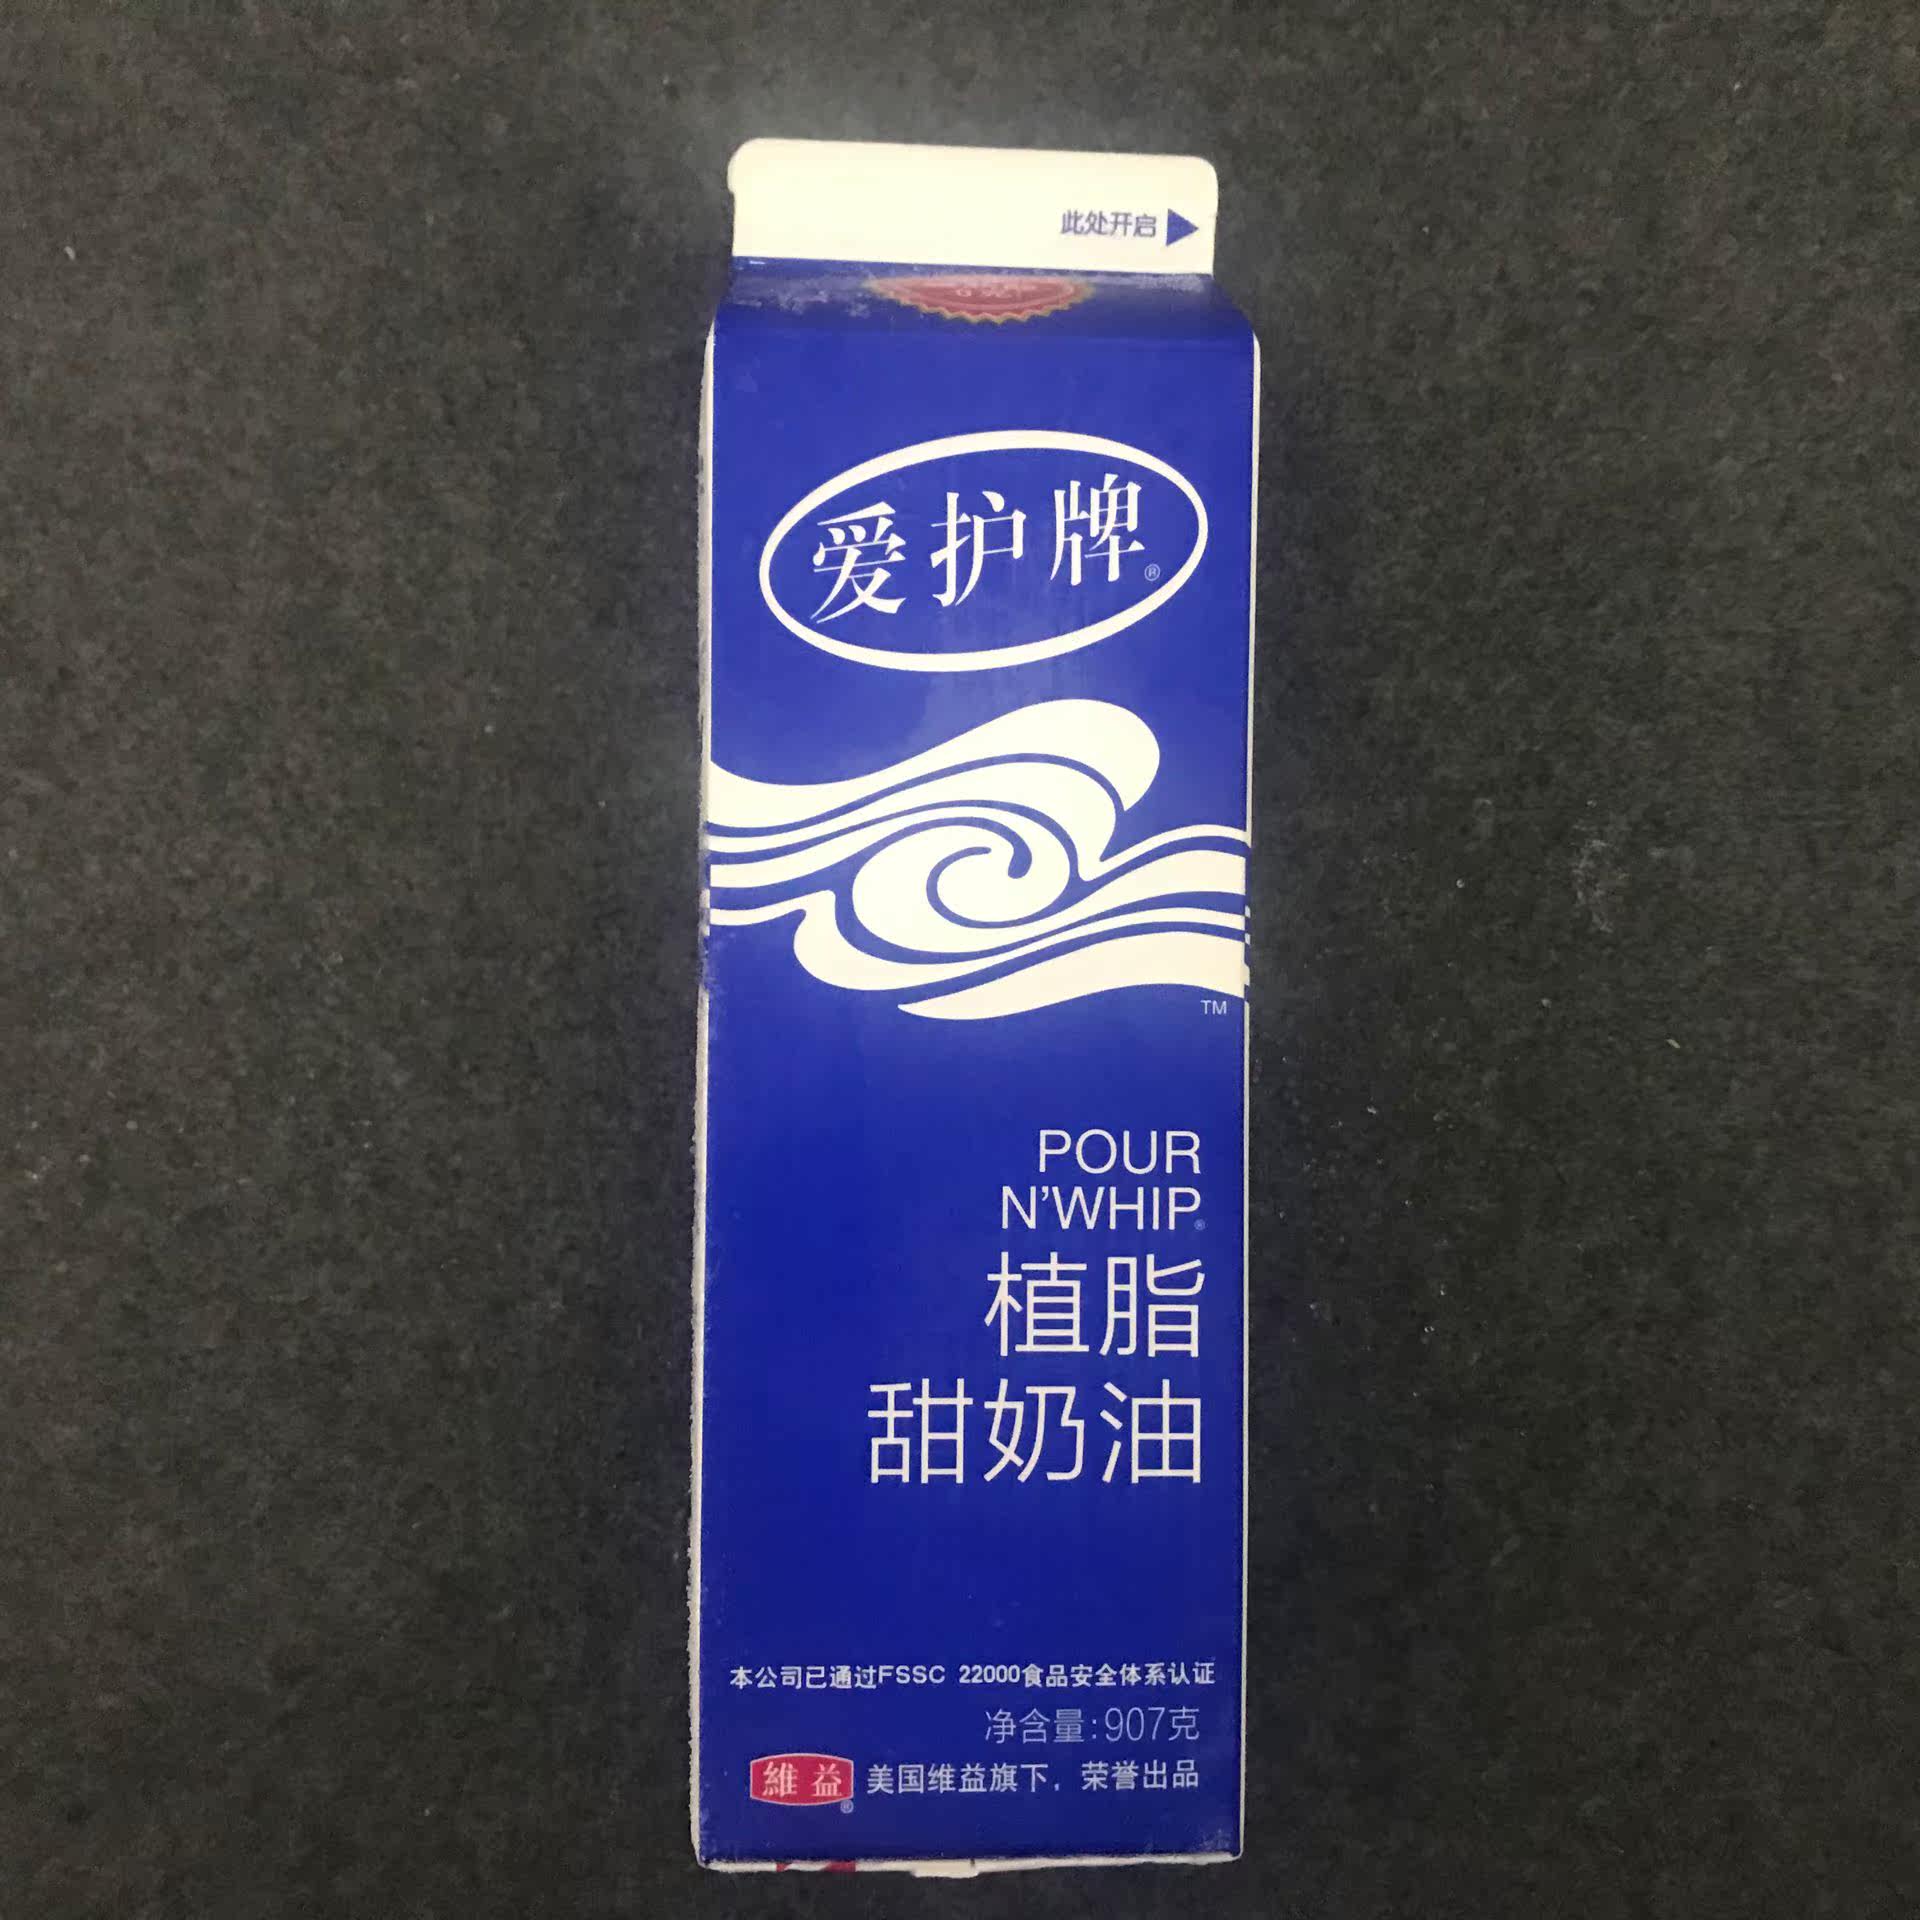 此处开启
爱护牌®
TM
POUR
N'WHIP®
植脂
甜奶油
本公司已通过FSSC 22000食品安全体系认证
净含量:907克
維益® 美国维益旗下，荣誉出品